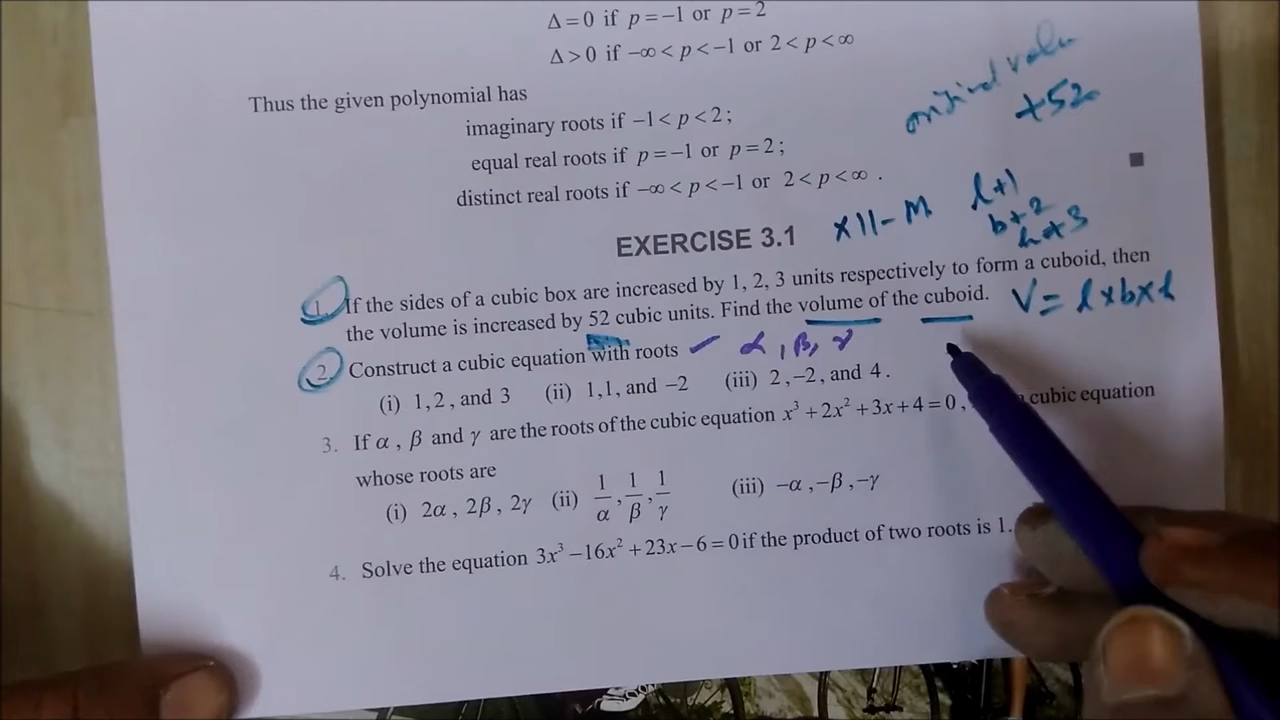 Δ = 0 if p = −1 or p = 2
Δ > 0 if −∞ < p < −1 or 2 < p < ∞
Thus the given polynomial has
imaginary roots if −1 < p < 2 ;
equal real roots if p = −1 or p = 2 ;
distinct real roots if −∞ < p < −1 or 2 < p < ∞ .
+52
l+1
b+2
h+3
EXERCISE 3.1 XII-M
1. If the sides of a cubic box are increased by 1, 2, 3 units respectively to form a cuboid, then
the volume is increased by 52 cubic units. Find the volume of the cuboid. V = l×b×h
2. Construct a cubic equation with roots ✓ α, β, γ
(i) 1, 2, and 3 (ii) 1,1, and −2 (iii) 2, −2, and 4.
3. If α, β and γ are the roots of the cubic equation x³ + 2x² + 3x + 4 = 0, cubic equation
whose roots are
(i) 2α, 2β, 2γ (ii) 1/α, 1/β, 1/γ (iii) −α, −β, −γ
4. Solve the equation 3x³ − 16x² + 23x − 6 = 0 if the product of two roots is 1.